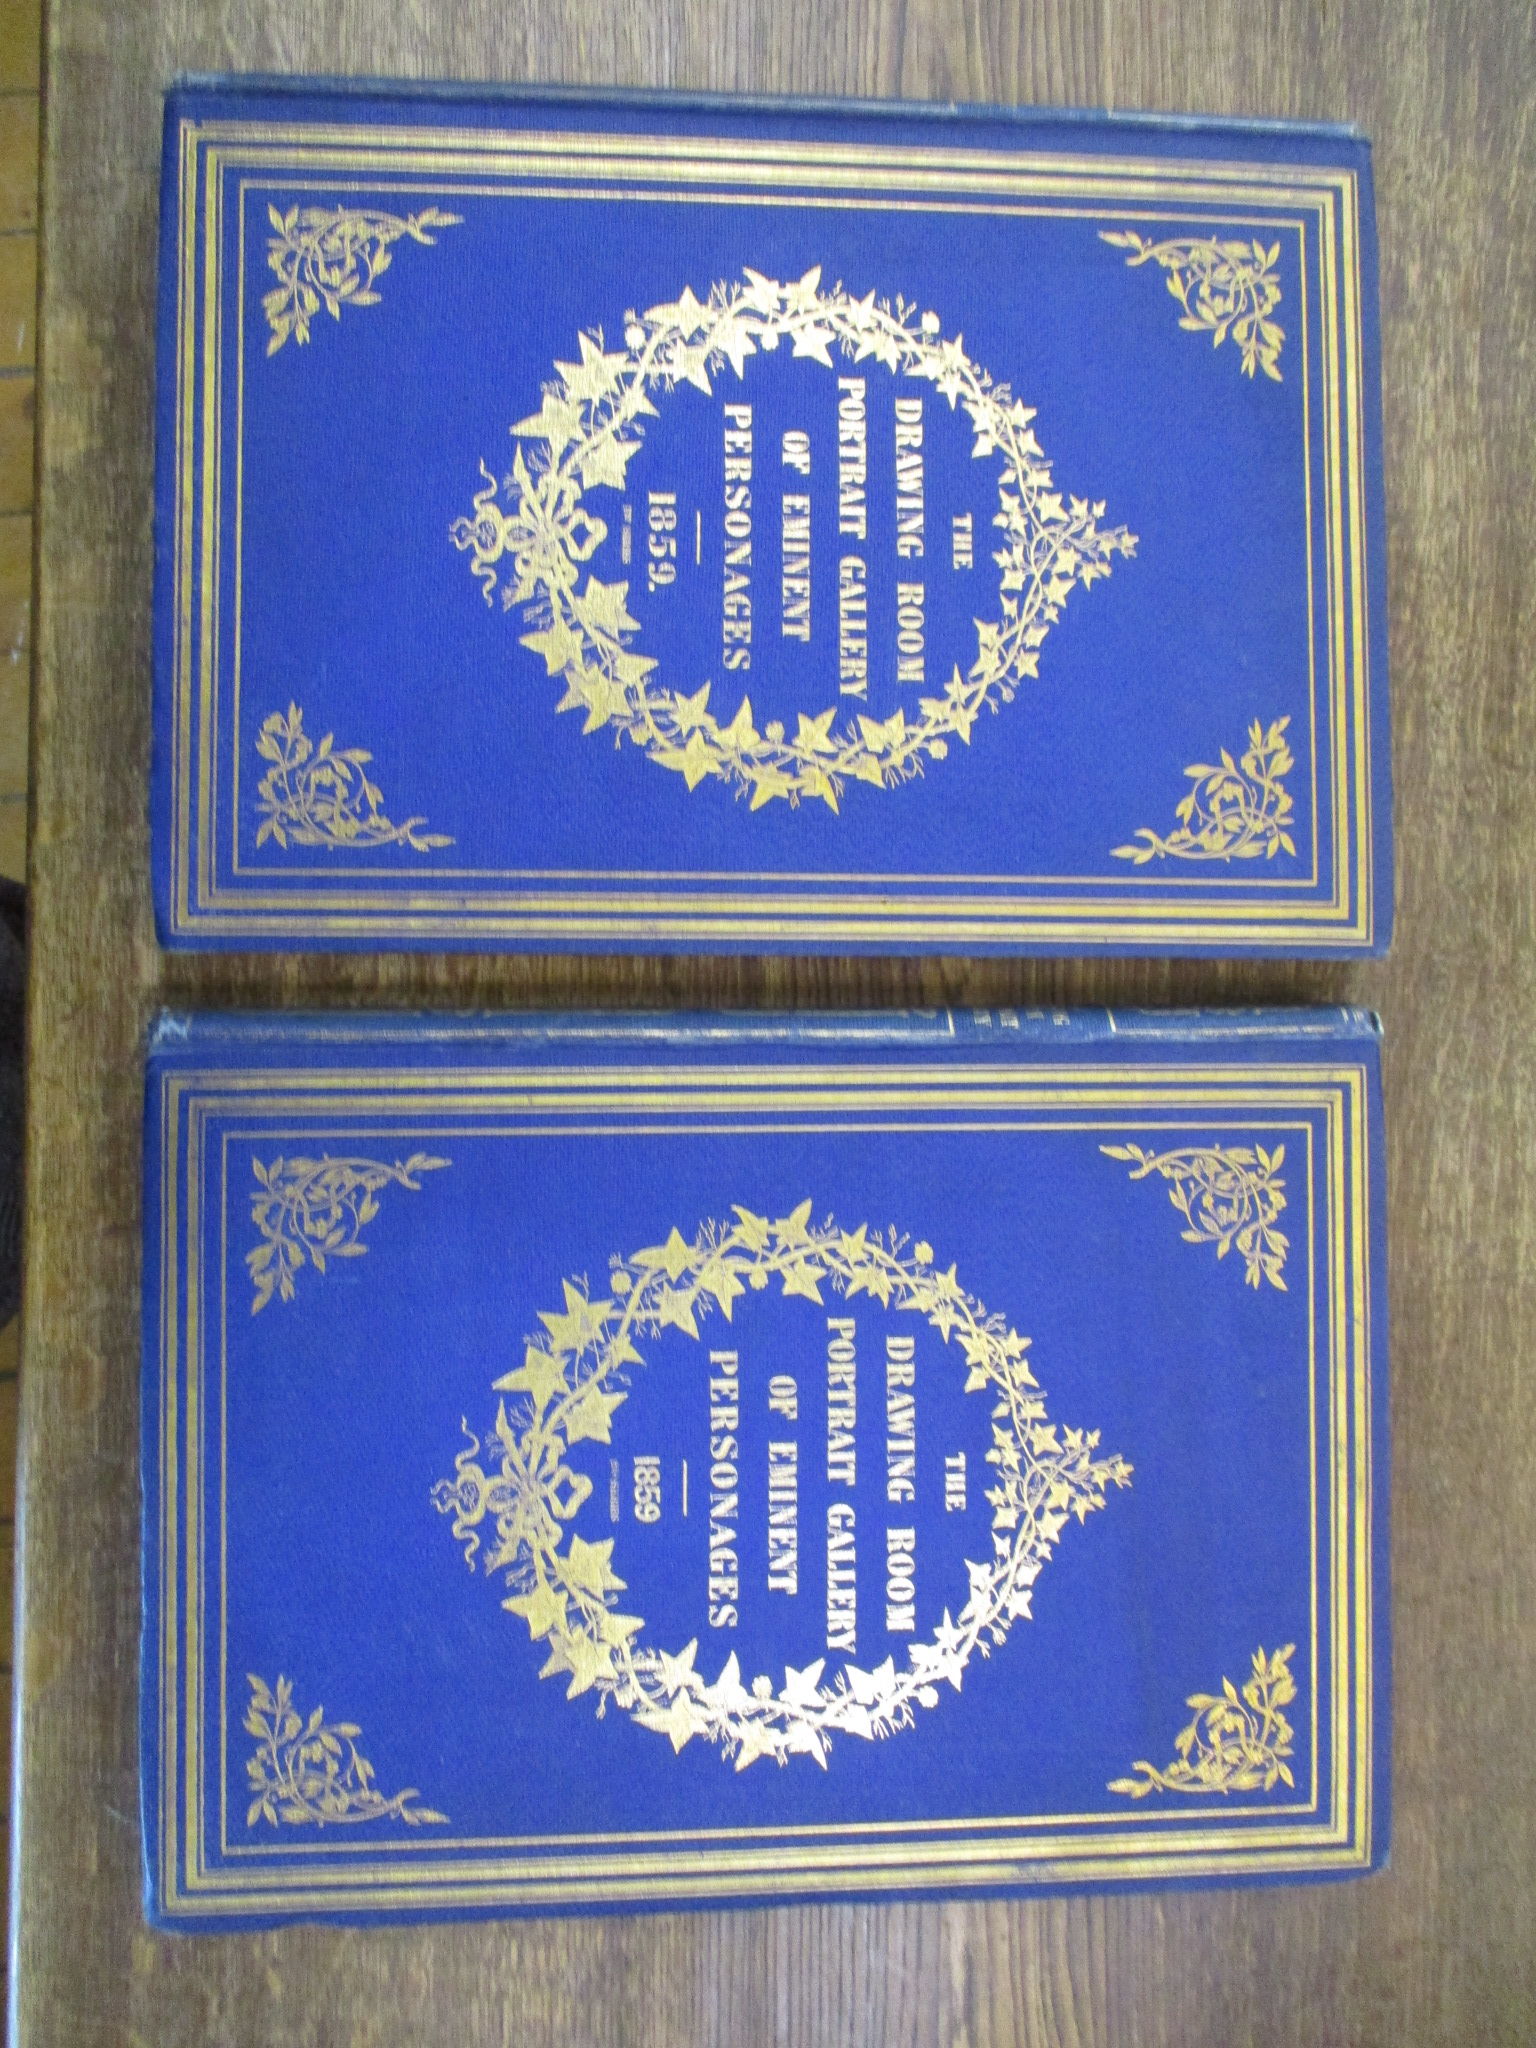 THE
DRAWING ROOM
PORTRAIT GALLERY
OF EMINENT
PERSONAGES
1859.
THE
DRAWING ROOM
PORTRAIT GALLERY
OF EMINENT
PERSONAGES
1859